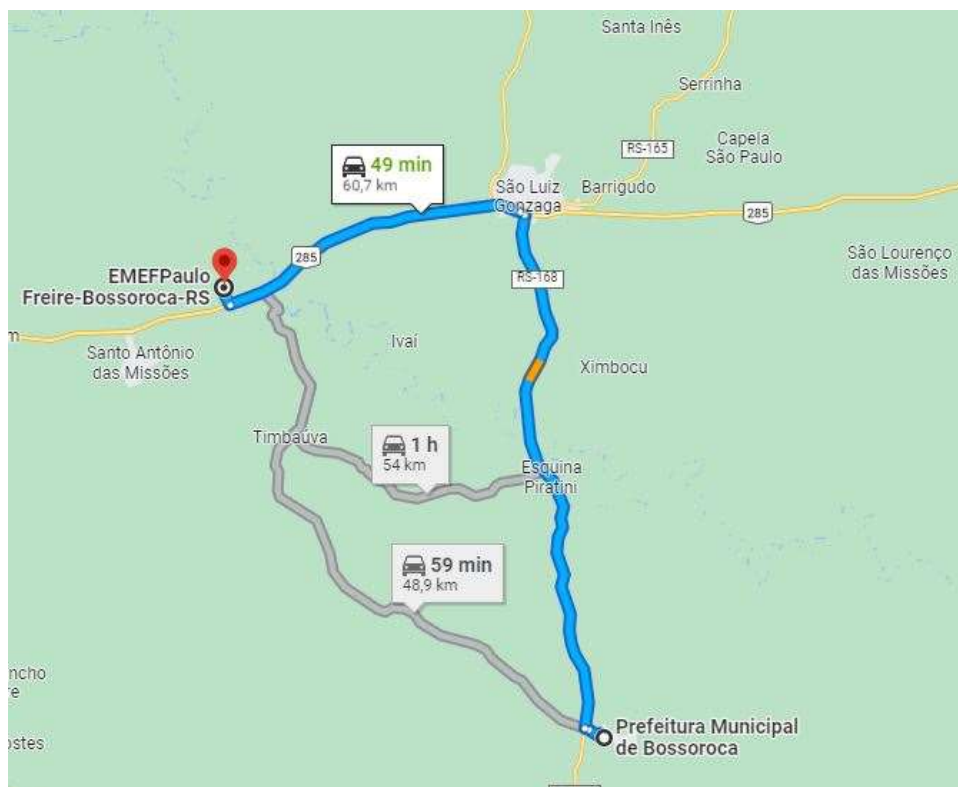 Santa Inês
Serrinha
RS-165
Capela
São Paulo
49 min
60,7 km
São Luiz
Gonzaga
Barrigudo
285
São Lourenço
das Missões
285
EMEFPaulo
Freire-Bossoroca-RS
RS-168
Ivaí
Santo Antônio
das Missões
Ximbocu
Timbaúva
1 h
54 km
Esquina
Piratini
59 min
48,9 km
Prefeitura Municipal
de Bossoroca